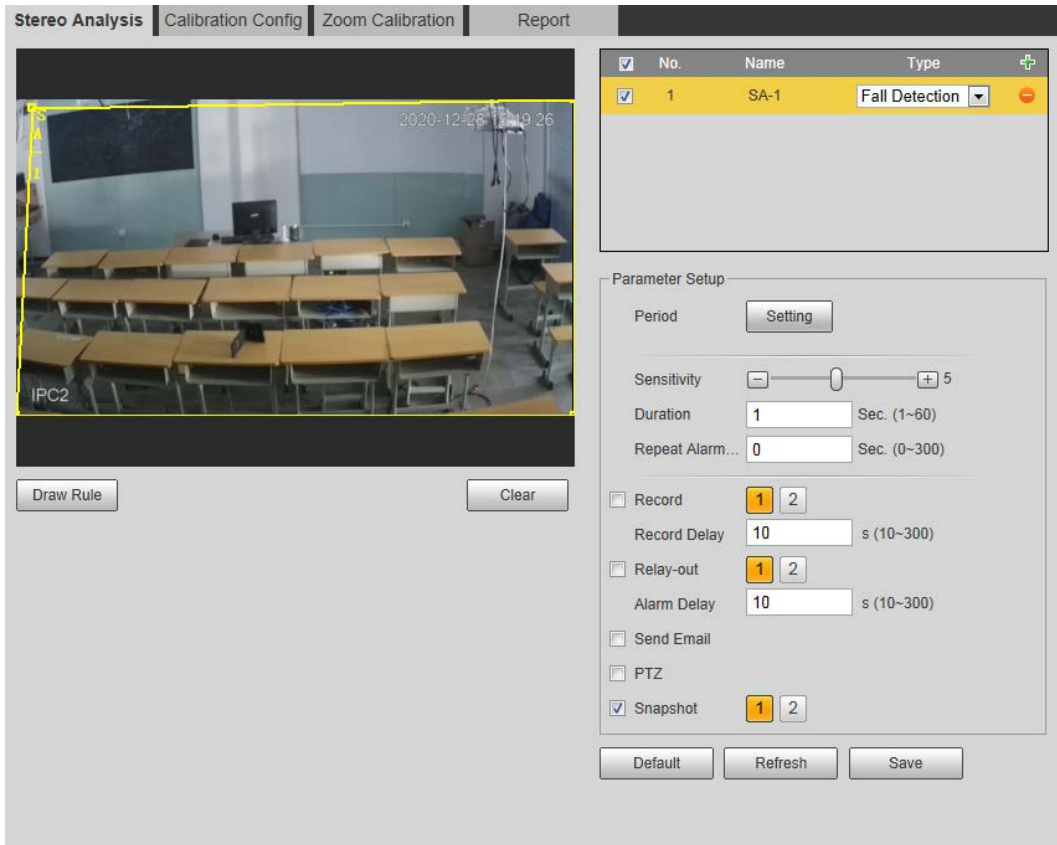 Stereo Analysis Calibration Config Zoom Calibration Report
No. Name Type
1 SA-1 Fall Detection
SA-1
IPC2
Draw Rule Clear
Parameter Setup
Period Setting
Sensitivity 5
Duration 1 Sec. (1~60)
Repeat Alarm... 0 Sec. (0~300)
Record 1 2
Record Delay 10 s (10~300)
Relay-out 1 2
Alarm Delay 10 s (10~300)
Send Email
PTZ
Snapshot 1 2
Default Refresh Save